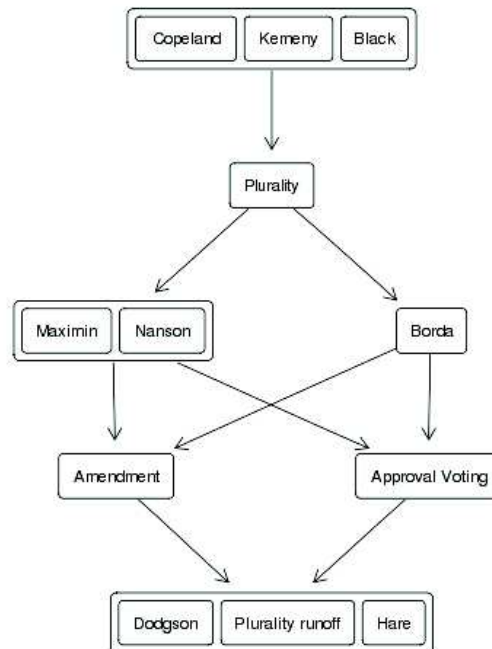 Copeland Kemeny Black
Plurality
Maximin Nanson Borda
Amendment Approval Voting
Dodgson Plurality runoff Hare